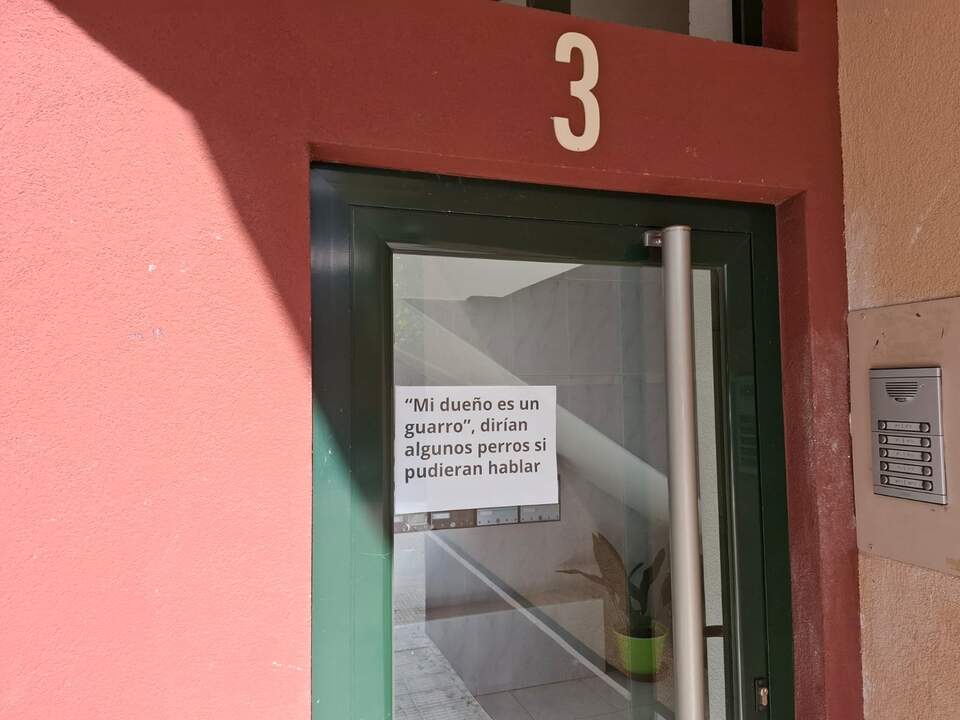 3
“Mi dueño es un
guarro”, dirían
algunos perros si
pudieran hablar